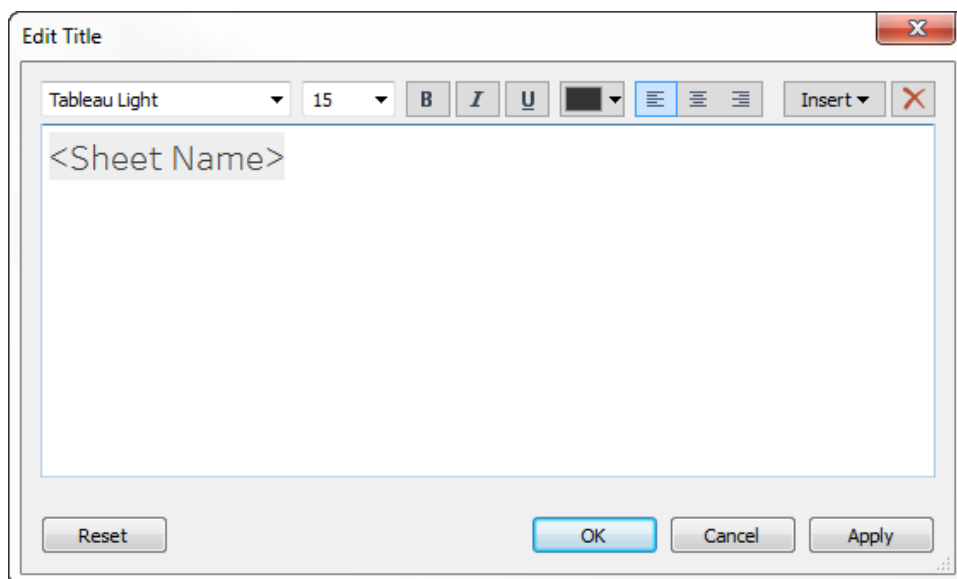 Edit Title
Tableau Light 15 B I U Insert
<Sheet Name>
Reset OK Cancel Apply